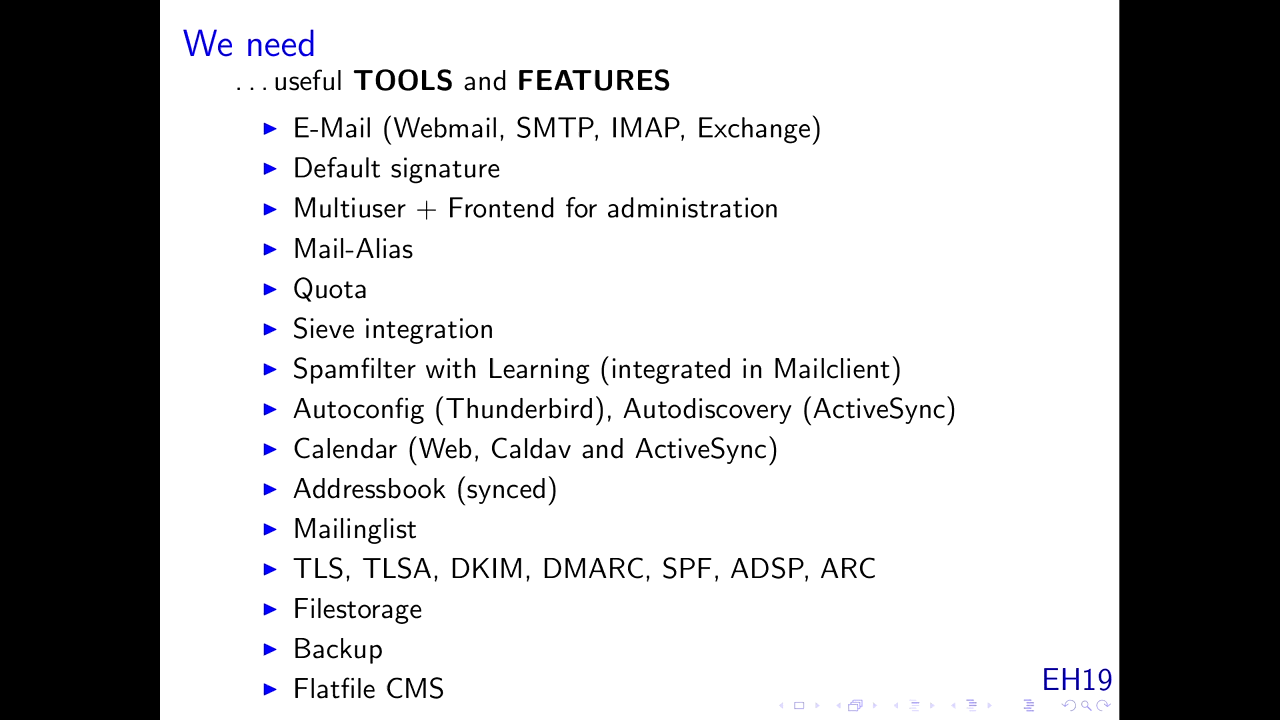 We need
...useful TOOLS and FEATURES
E-Mail (Webmail, SMTP, IMAP, Exchange)
Default signature
Multiuser + Frontend for administration
Mail-Alias
Quota
Sieve integration
Spamfilter with Learning (integrated in Mailclient)
Autoconfig (Thunderbird), Autodiscovery (ActiveSync)
Calendar (Web, Caldav and ActiveSync)
Addressbook (synced)
Mailinglist
TLS, TLSA, DKIM, DMARC, SPF, ADSP, ARC
Filestorage
Backup
Flatfile CMS
EH19